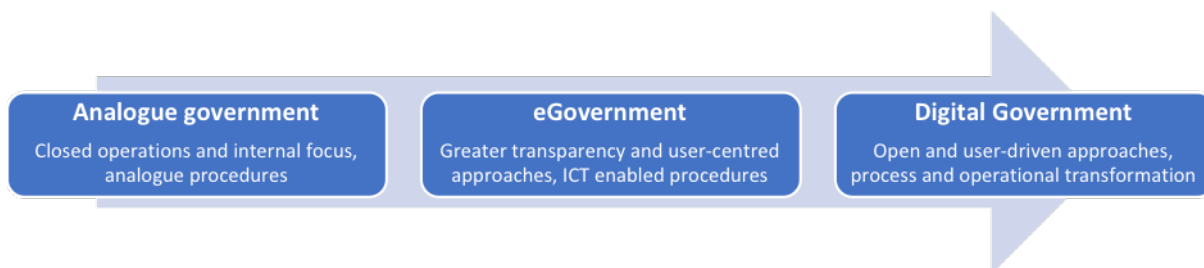 Analogue government
Closed operations and internal focus,
analogue procedures
eGovernment
Greater transparency and user-centred
approaches, ICT enabled procedures
Digital Government
Open and user-driven approaches,
process and operational transformation